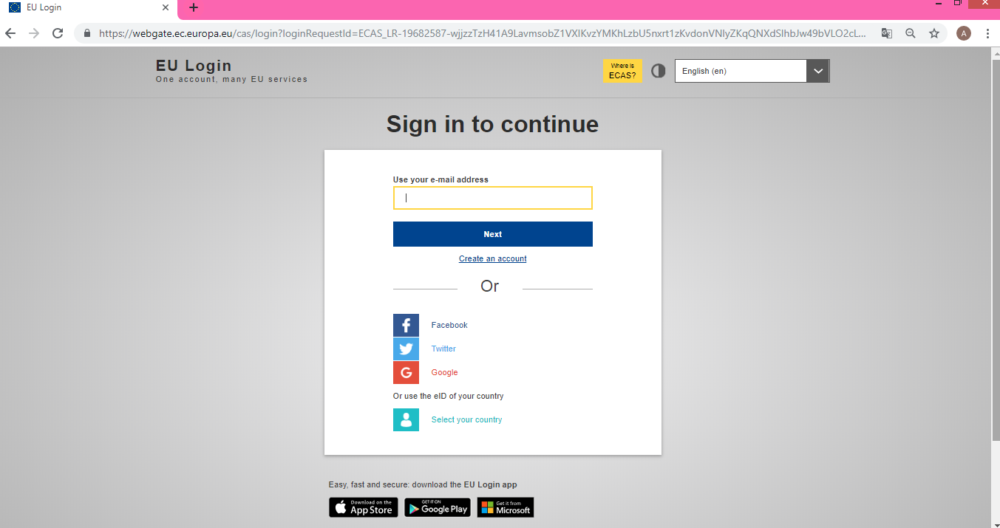 EU Login
https://webgate.ec.europa.eu/cas/login?loginRequestId=ECAS_LR-19682587-wjjzzTzH41A9LavmsobZ1VXIKvzYMKhLzbU5nxrt1zKvdonVNlyZKqQNXdSlhbJw49bVLO2cL...
A
EU Login
One account, many EU services
Where is
ECAS?
English (en)
Sign in to continue
Use your e-mail address
Next
Create an account
Or
f Facebook
Twitter
G Google
Or use the eID of your country
Select your country
Easy, fast and secure: download the EU Login app
Download on the
App Store
GET IT ON
Google Play
Get it from
Microsoft